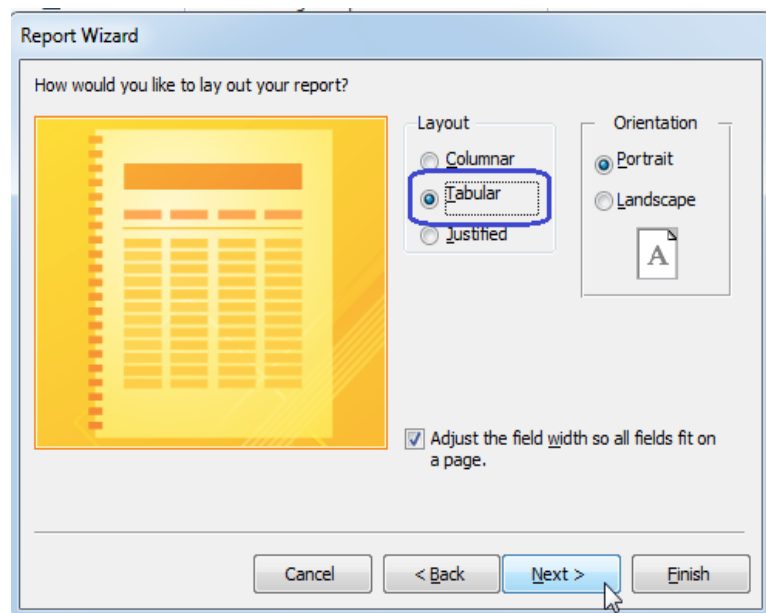 Report Wizard
How would you like to lay out your report?
Layout
Columnar
Tabular
Justified
Orientation
Portrait
Landscape
A
Adjust the field width so all fields fit on
a page.
Cancel
< Back
Next >
Finish